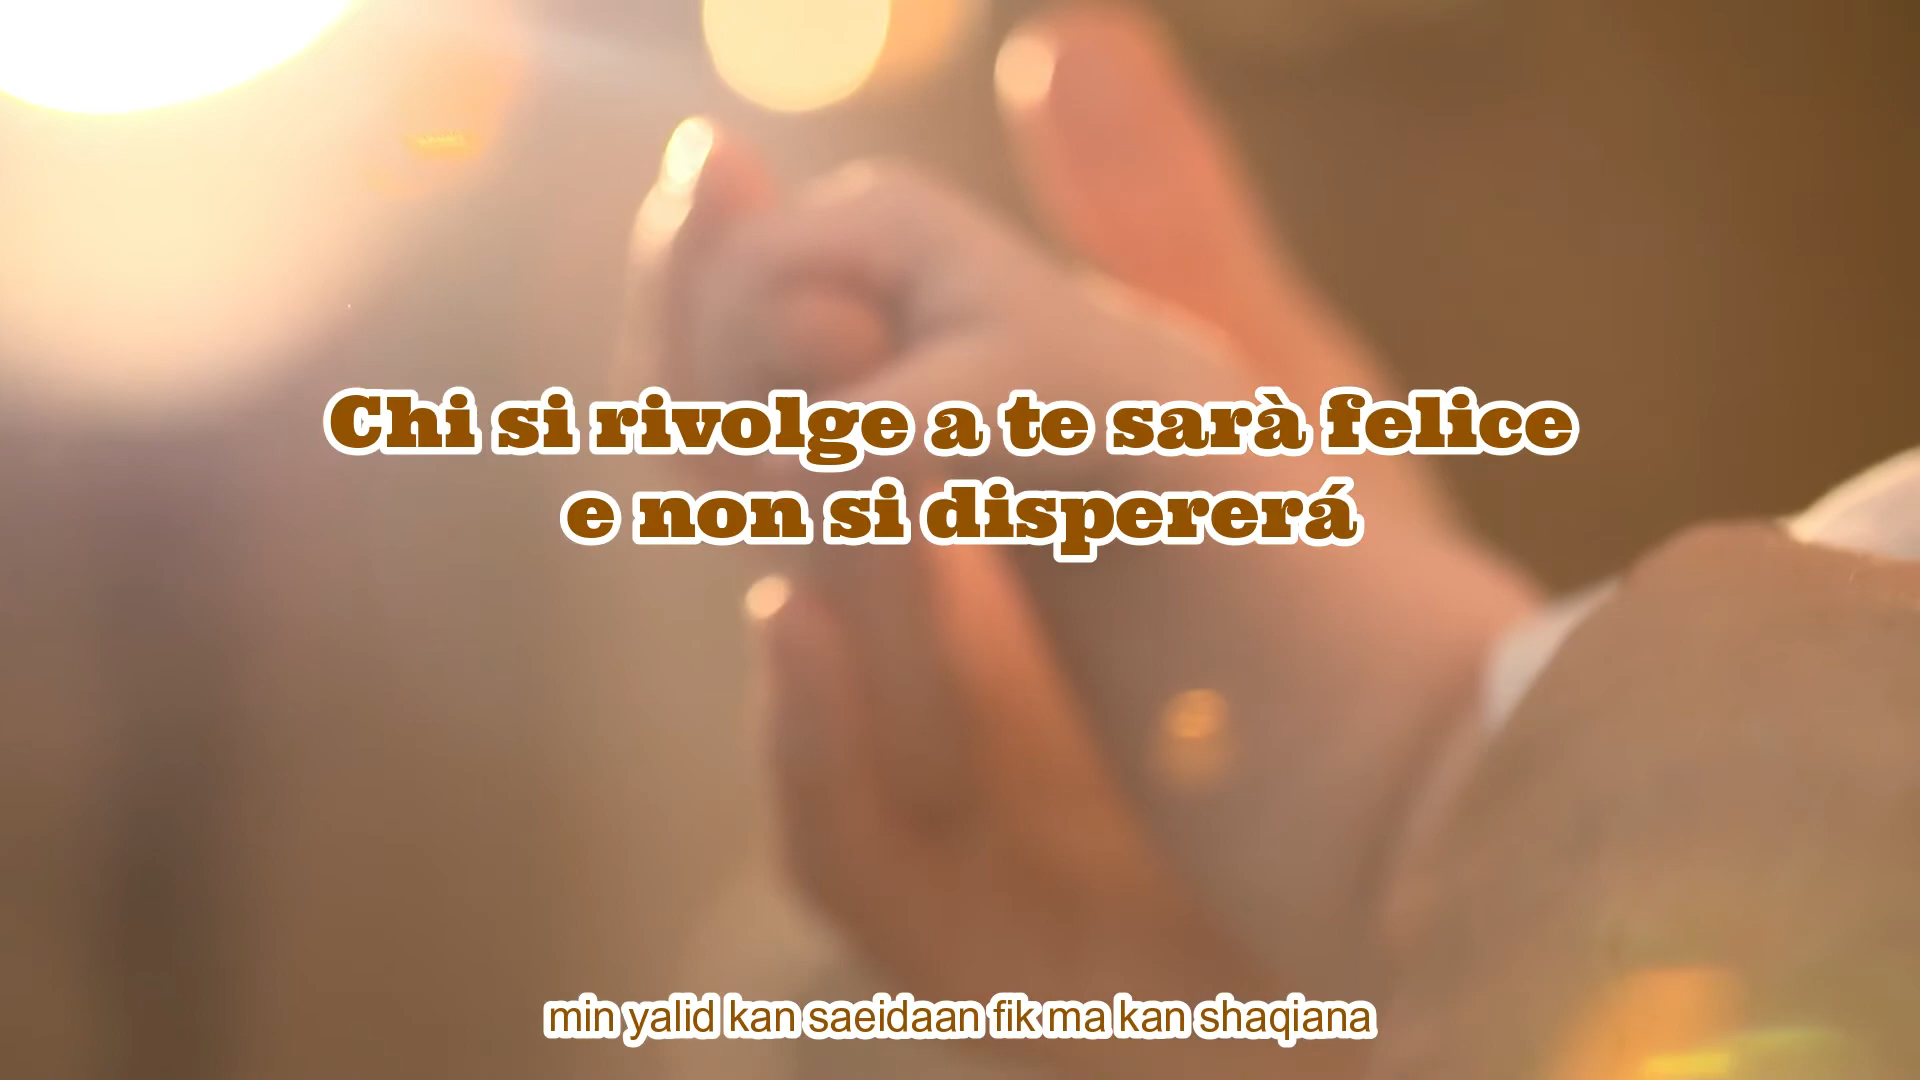 Chi si rivolge a te sarà felice
e non si dispererá
min yalid kan saeidaan fik ma kan shaqiana